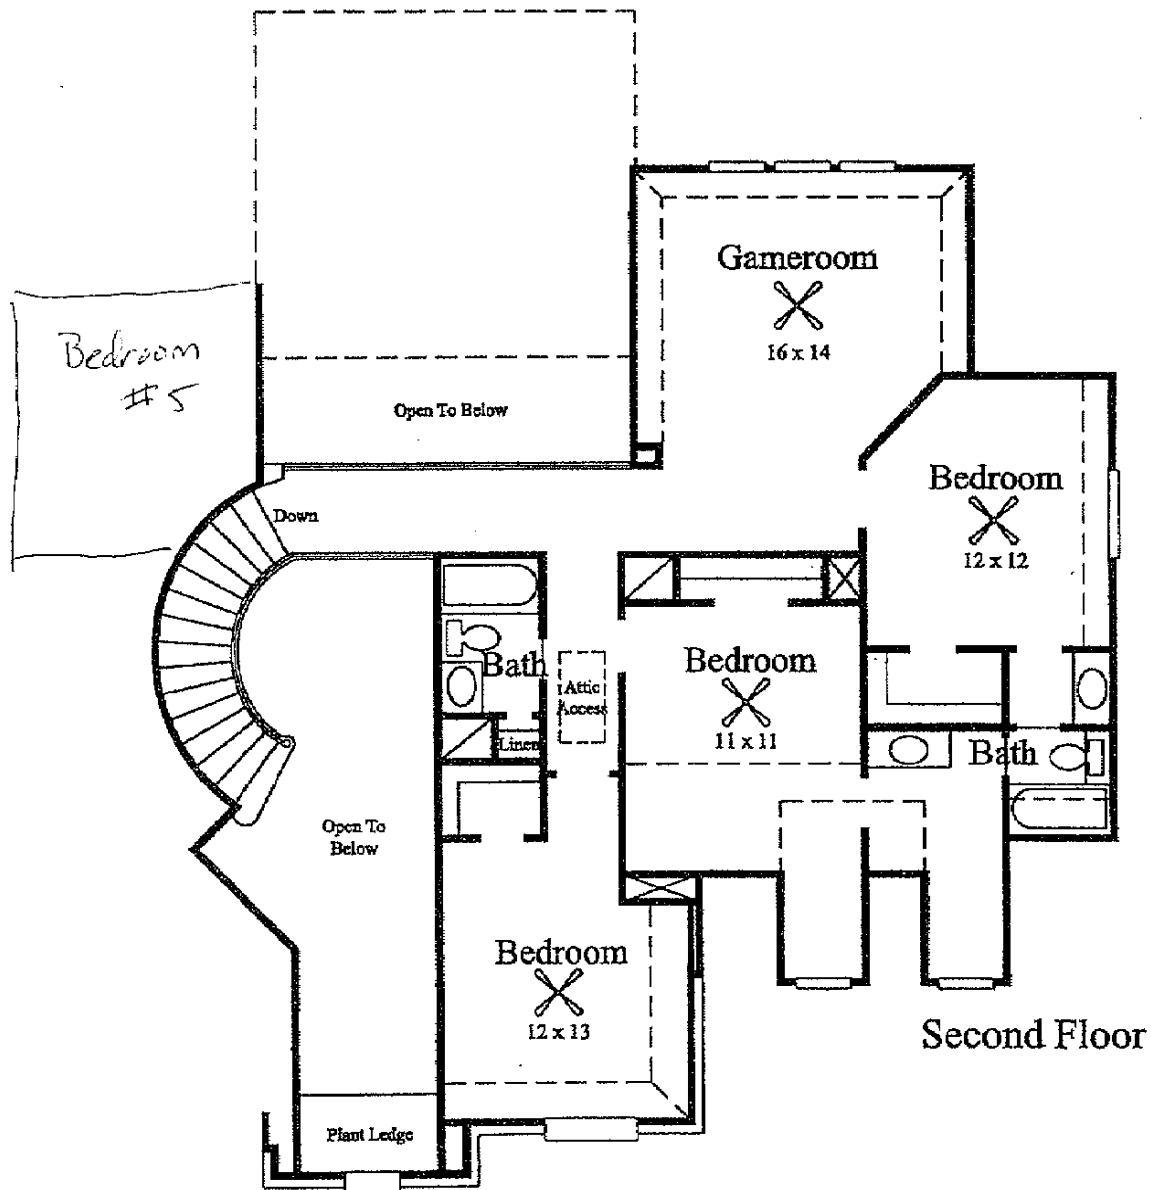 Gameroom
16 x 14
Bedroom
# 5
Open To Below
Bedroom
12 x 12
Down
Bath
Bedroom
11 x 11
Attic
Access
Linen
Bath
Open To
Below
Bedroom
12 x 13
Second Floor
Plant Ledge